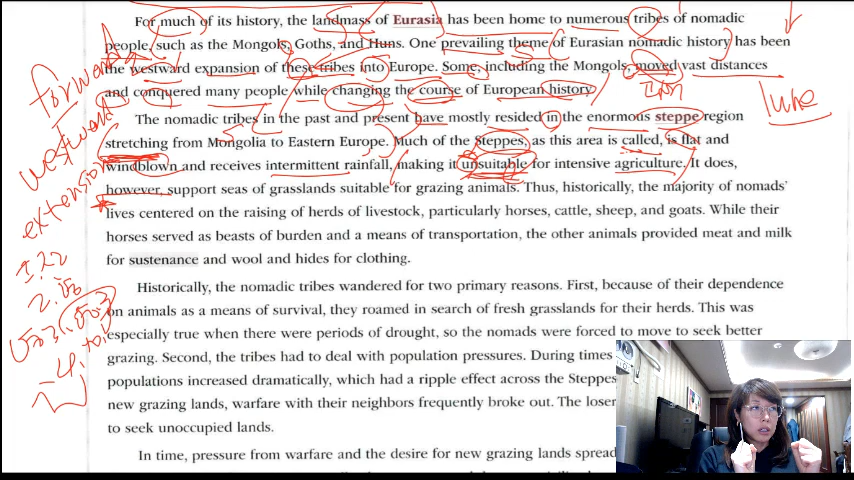 For much of its history, the landmass of Eurasia has been home to numerous tribes of nomadic
people, such as the Mongols, Goths, and Huns. One prevailing theme of Eurasian nomadic history has been
the westward expansion of these tribes into Europe. Some, including the Mongols, moved vast distances
and conquered many people while changing the course of European history.
The nomadic tribes in the past and present have mostly resided in the enormous steppe region
stretching from Mongolia to Eastern Europe. Much of the Steppes, as this area is called, is flat and
windblown and receives intermittent rainfall, making it unsuitable for intensive agriculture. It does,
however, support seas of grasslands suitable for grazing animals. Thus, historically, the majority of nomads'
lives centered on the raising of herds of livestock, particularly horses, cattle, sheep, and goats. While their
horses served as beasts of burden and a means of transportation, the other animals provided meat and milk
for sustenance and wool and hides for clothing.
Historically, the nomadic tribes wandered for two primary reasons. First, because of their dependence
on animals as a means of survival, they roamed in search of fresh grasslands for their herds. This was
especially true when there were periods of drought, so the nomads were forced to move to seek better
grazing. Second, the tribes had to deal with population pressures. During times
populations increased dramatically, which had a ripple effect across the Steppes
new grazing lands, warfare with their neighbors frequently broke out. The loser
to seek unoccupied lands.
In time, pressure from warfare and the desire for new grazing lands spread
forward
westward
extension